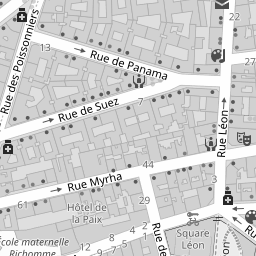 22
Rue de Panama
13
27
Rue des Poissonniers
7
Rue de Suez
Rue Léon
44
Rue Myrha
3
61
Hôtel de
la Paix
29
École maternelle
Richomme
12
8
4
2
5
1
Square
Léon
Rue de